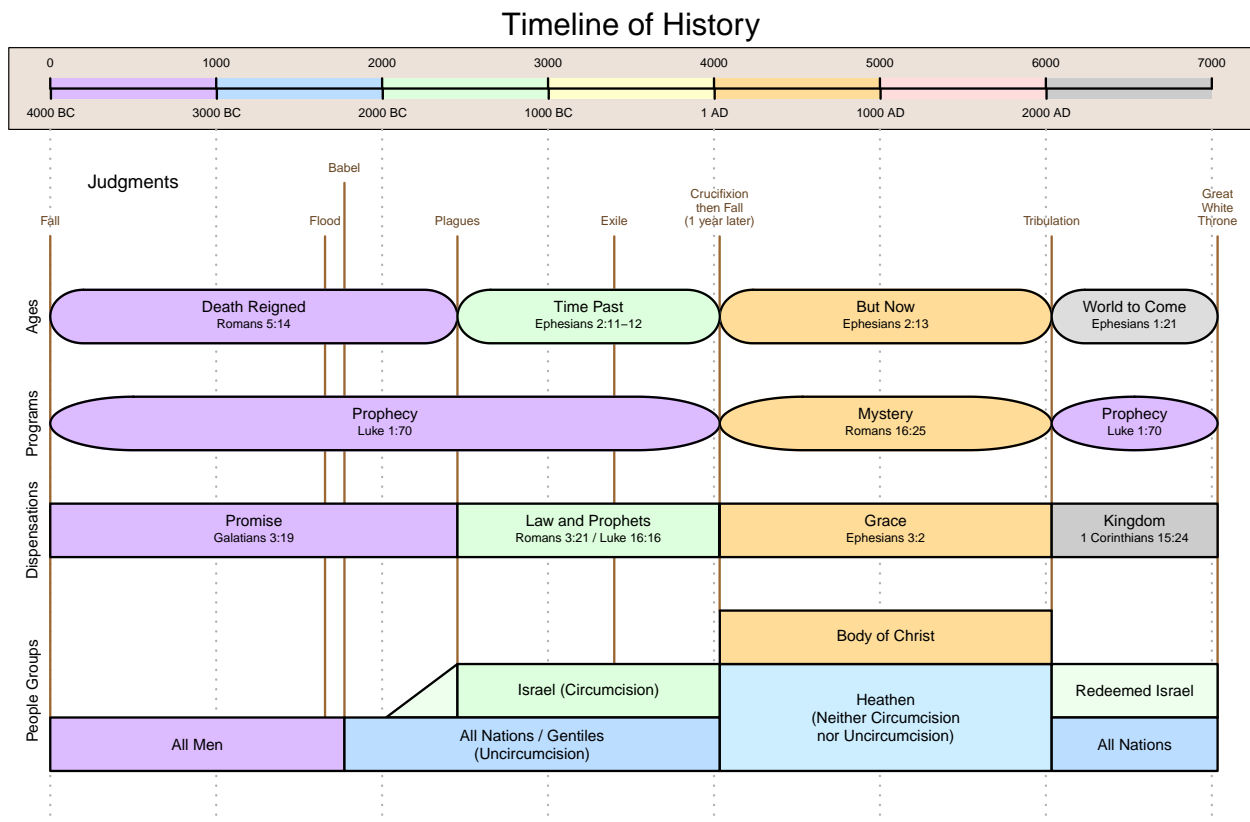 Timeline of History
0 1000 2000 3000 4000 5000 6000 7000
4000 BC 3000 BC 2000 BC 1000 BC 1 AD 1000 AD 2000 AD
Judgments
Fall
Flood
Babel
Plagues
Exile
Crucifixion
then Fall
(1 year later)
Tribulation
Great
White
Throne
Ages
Death Reigned
Romans 5:14
Time Past
Ephesians 2:11–12
But Now
Ephesians 2:13
World to Come
Ephesians 1:21
Programs
Prophecy
Luke 1:70
Mystery
Romans 16:25
Prophecy
Luke 1:70
Dispensations
Promise
Galatians 3:19
Law and Prophets
Romans 3:21 / Luke 16:16
Grace
Ephesians 3:2
Kingdom
1 Corinthians 15:24
People Groups
Body of Christ
Israel (Circumcision)
Heathen
(Neither Circumcision
nor Uncircumcision)
Redeemed Israel
All Men
All Nations / Gentiles
(Uncircumcision)
All Nations